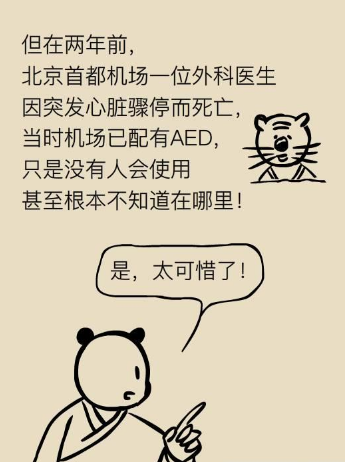 但在两年前，
北京首都机场一位外科医生
因突发心脏骤停而死亡，
当时机场已配有AED，
只是没有人会使用
甚至根本不知道在哪里！
是，太可惜了！